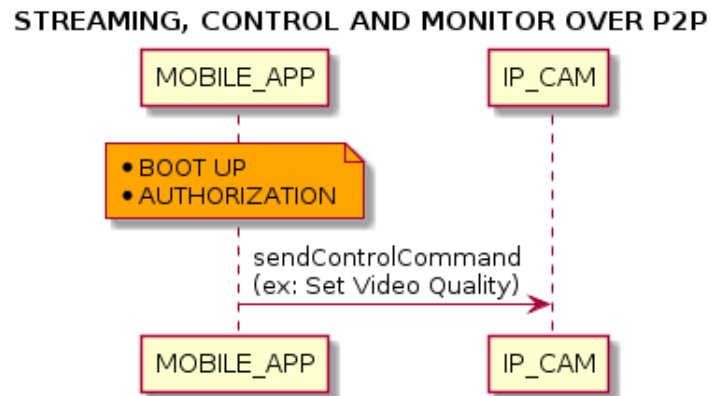 STREAMING, CONTROL AND MONITOR OVER P2P
MOBILE_APP
IP_CAM
• BOOT UP
• AUTHORIZATION
sendControlCommand
(ex: Set Video Quality)
MOBILE_APP
IP_CAM